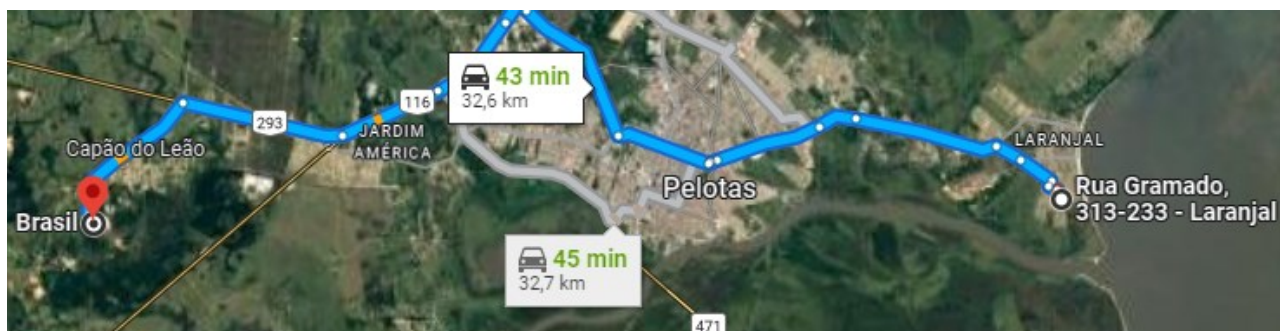 43 min
32,6 km
116
293
JARDIM
AMÉRICA
Capão do Leão
LARANJAL
Pelotas
Rua Gramado,
313-233 - Laranjal
Brasil
45 min
32,7 km
471